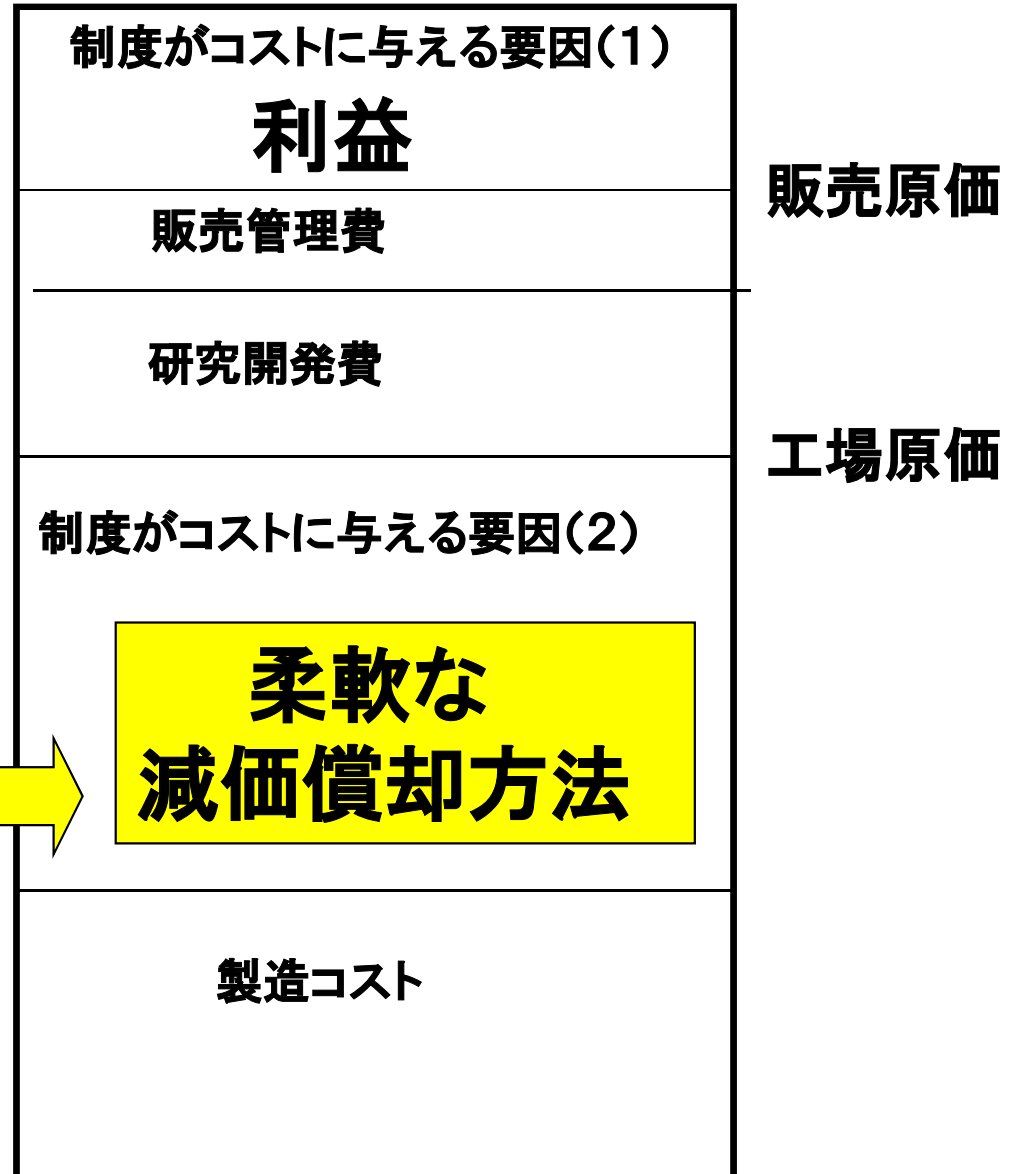 制度がコストに与える要因(1)
利益
販売原価
販売管理費
研究開発費
工場原価
制度がコストに与える要因(2)
柔軟な
減価償却方法
製造コスト